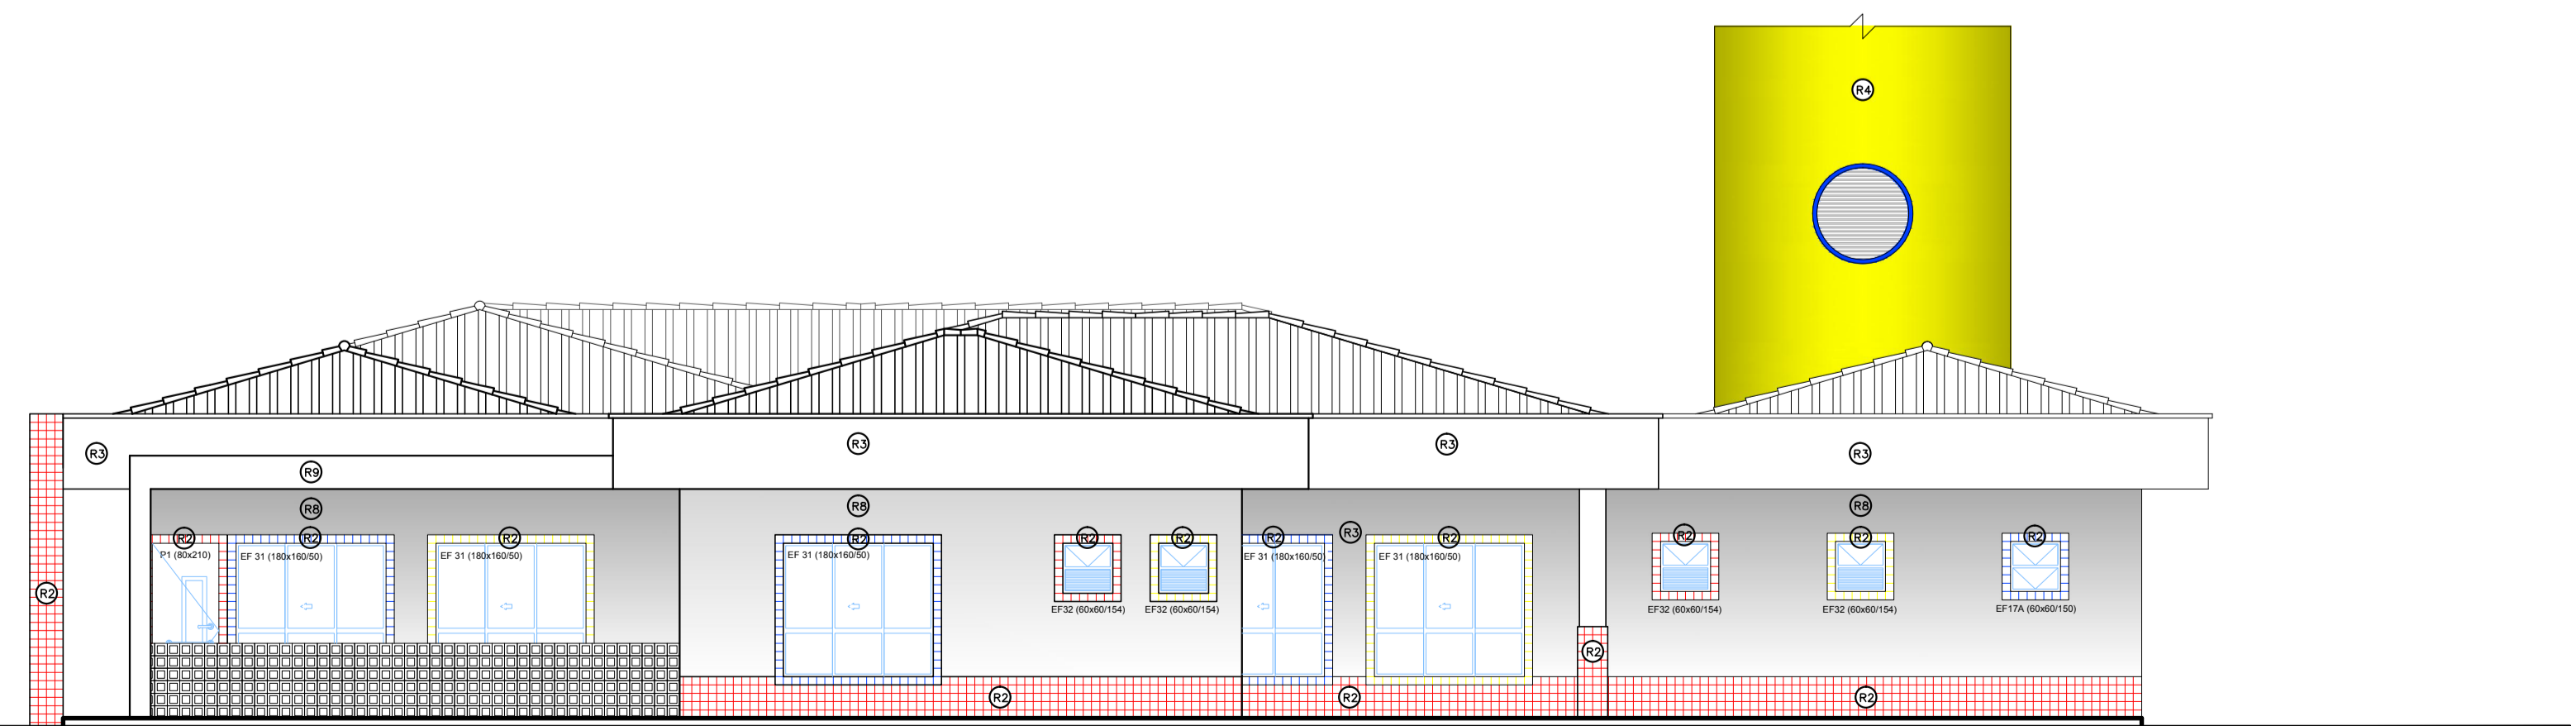 R4
R3
R3
R3
R3
R9
R8
R8
R8
R2
R2
R2
R2
R2
R2
R2
R3
R2
R2
R2
R2
P1 (80x210)
EF 31 (180x160/50)
EF 31 (180x160/50)
EF 31 (180x160/50)
EF 31 (180x160/50)
EF 31 (180x160/50)
R2
EF32 (60x60/154)
EF32 (60x60/154)
EF32 (60x60/154)
EF32 (60x60/154)
EF17A (60x60/150)
R2
R2
R2
R2